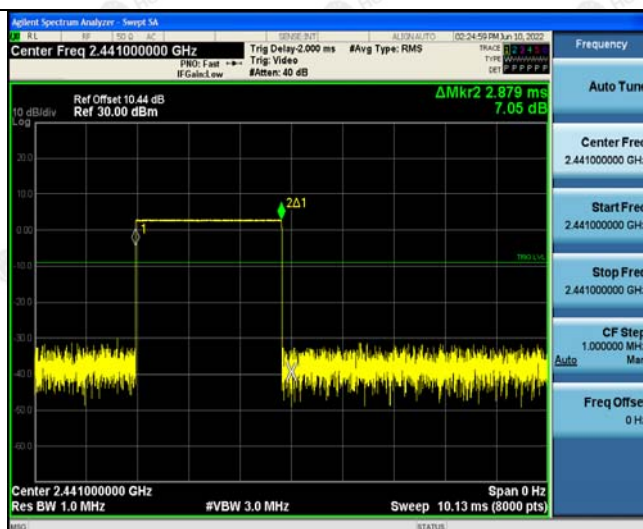 Agilent Spectrum Analyzer - Swept SA
RL RF 50 Ω AC SENSE:INT ALIGN AUTO 02:24:59 PM Jun 10, 2022
Center Freq 2.441000000 GHz
Trig Delay-2.000 ms #Avg Type: RMS
TRACE 1 2 3 4 5 6
PNO: Fast Trig: Video
TYPE WWWWWWW
IFGain:Low #Atten: 40 dB
DET P P P P P P
ΔMkr2 2.879 ms
7.05 dB
Ref Offset 10.44 dB
10 dB/div Ref 30.00 dBm
Log
20.0
10.0
0.00
-10.0
-20.0
-30.0
-40.0
-50.0
-60.0
1
2Δ1
TRIG LVL
Center 2.441000000 GHz Span 0 Hz
Res BW 1.0 MHz #VBW 3.0 MHz Sweep 10.13 ms (8000 pts)
MSG STATUS
Frequency
Auto Tune
Center Freq
2.441000000 GHz
Start Freq
2.441000000 GHz
Stop Freq
2.441000000 GHz
CF Step
1.000000 MHz
Auto Man
Freq Offset
0 Hz